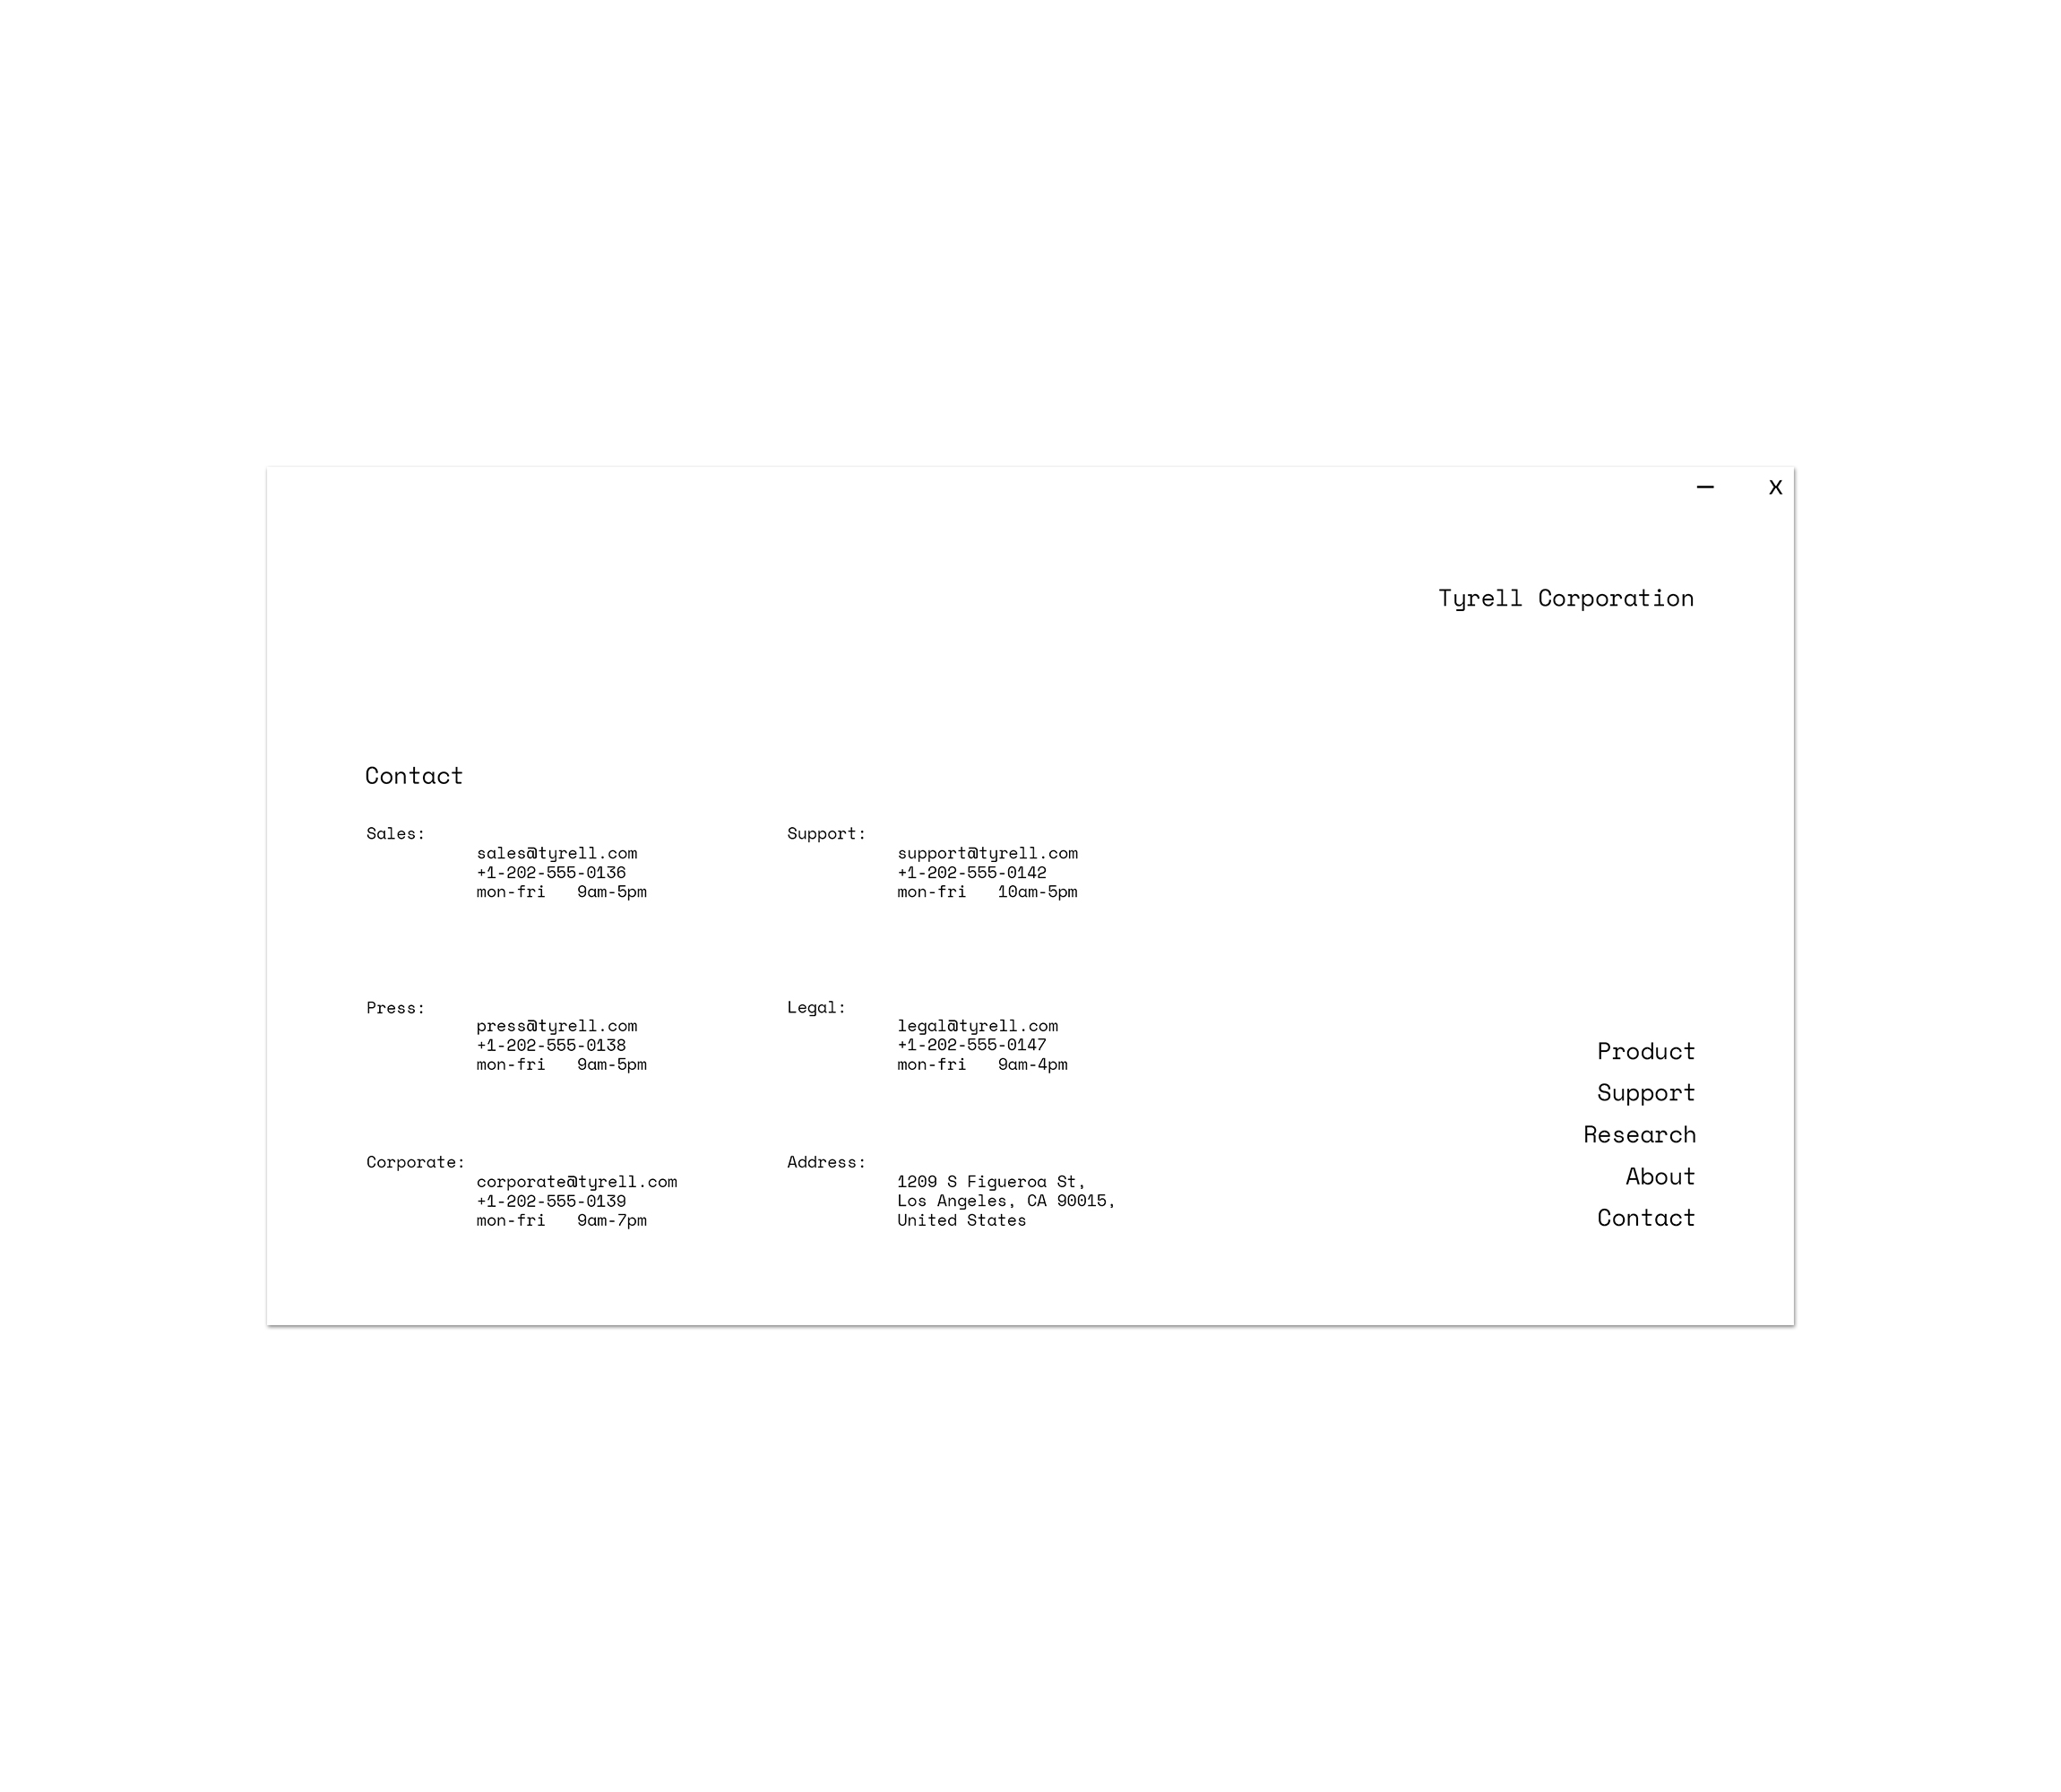 — x
Tyrell Corporation
Contact
Sales:
sales@tyrell.com
+1-202-555-0136
mon-fri 9am-5pm
Support:
support@tyrell.com
+1-202-555-0142
mon-fri 10am-5pm
Press:
press@tyrell.com
+1-202-555-0138
mon-fri 9am-5pm
Legal:
legal@tyrell.com
+1-202-555-0147
mon-fri 9am-4pm
Corporate:
corporate@tyrell.com
+1-202-555-0139
mon-fri 9am-7pm
Address:
1209 S Figueroa St,
Los Angeles, CA 90015,
United States
Product
Support
Research
About
Contact